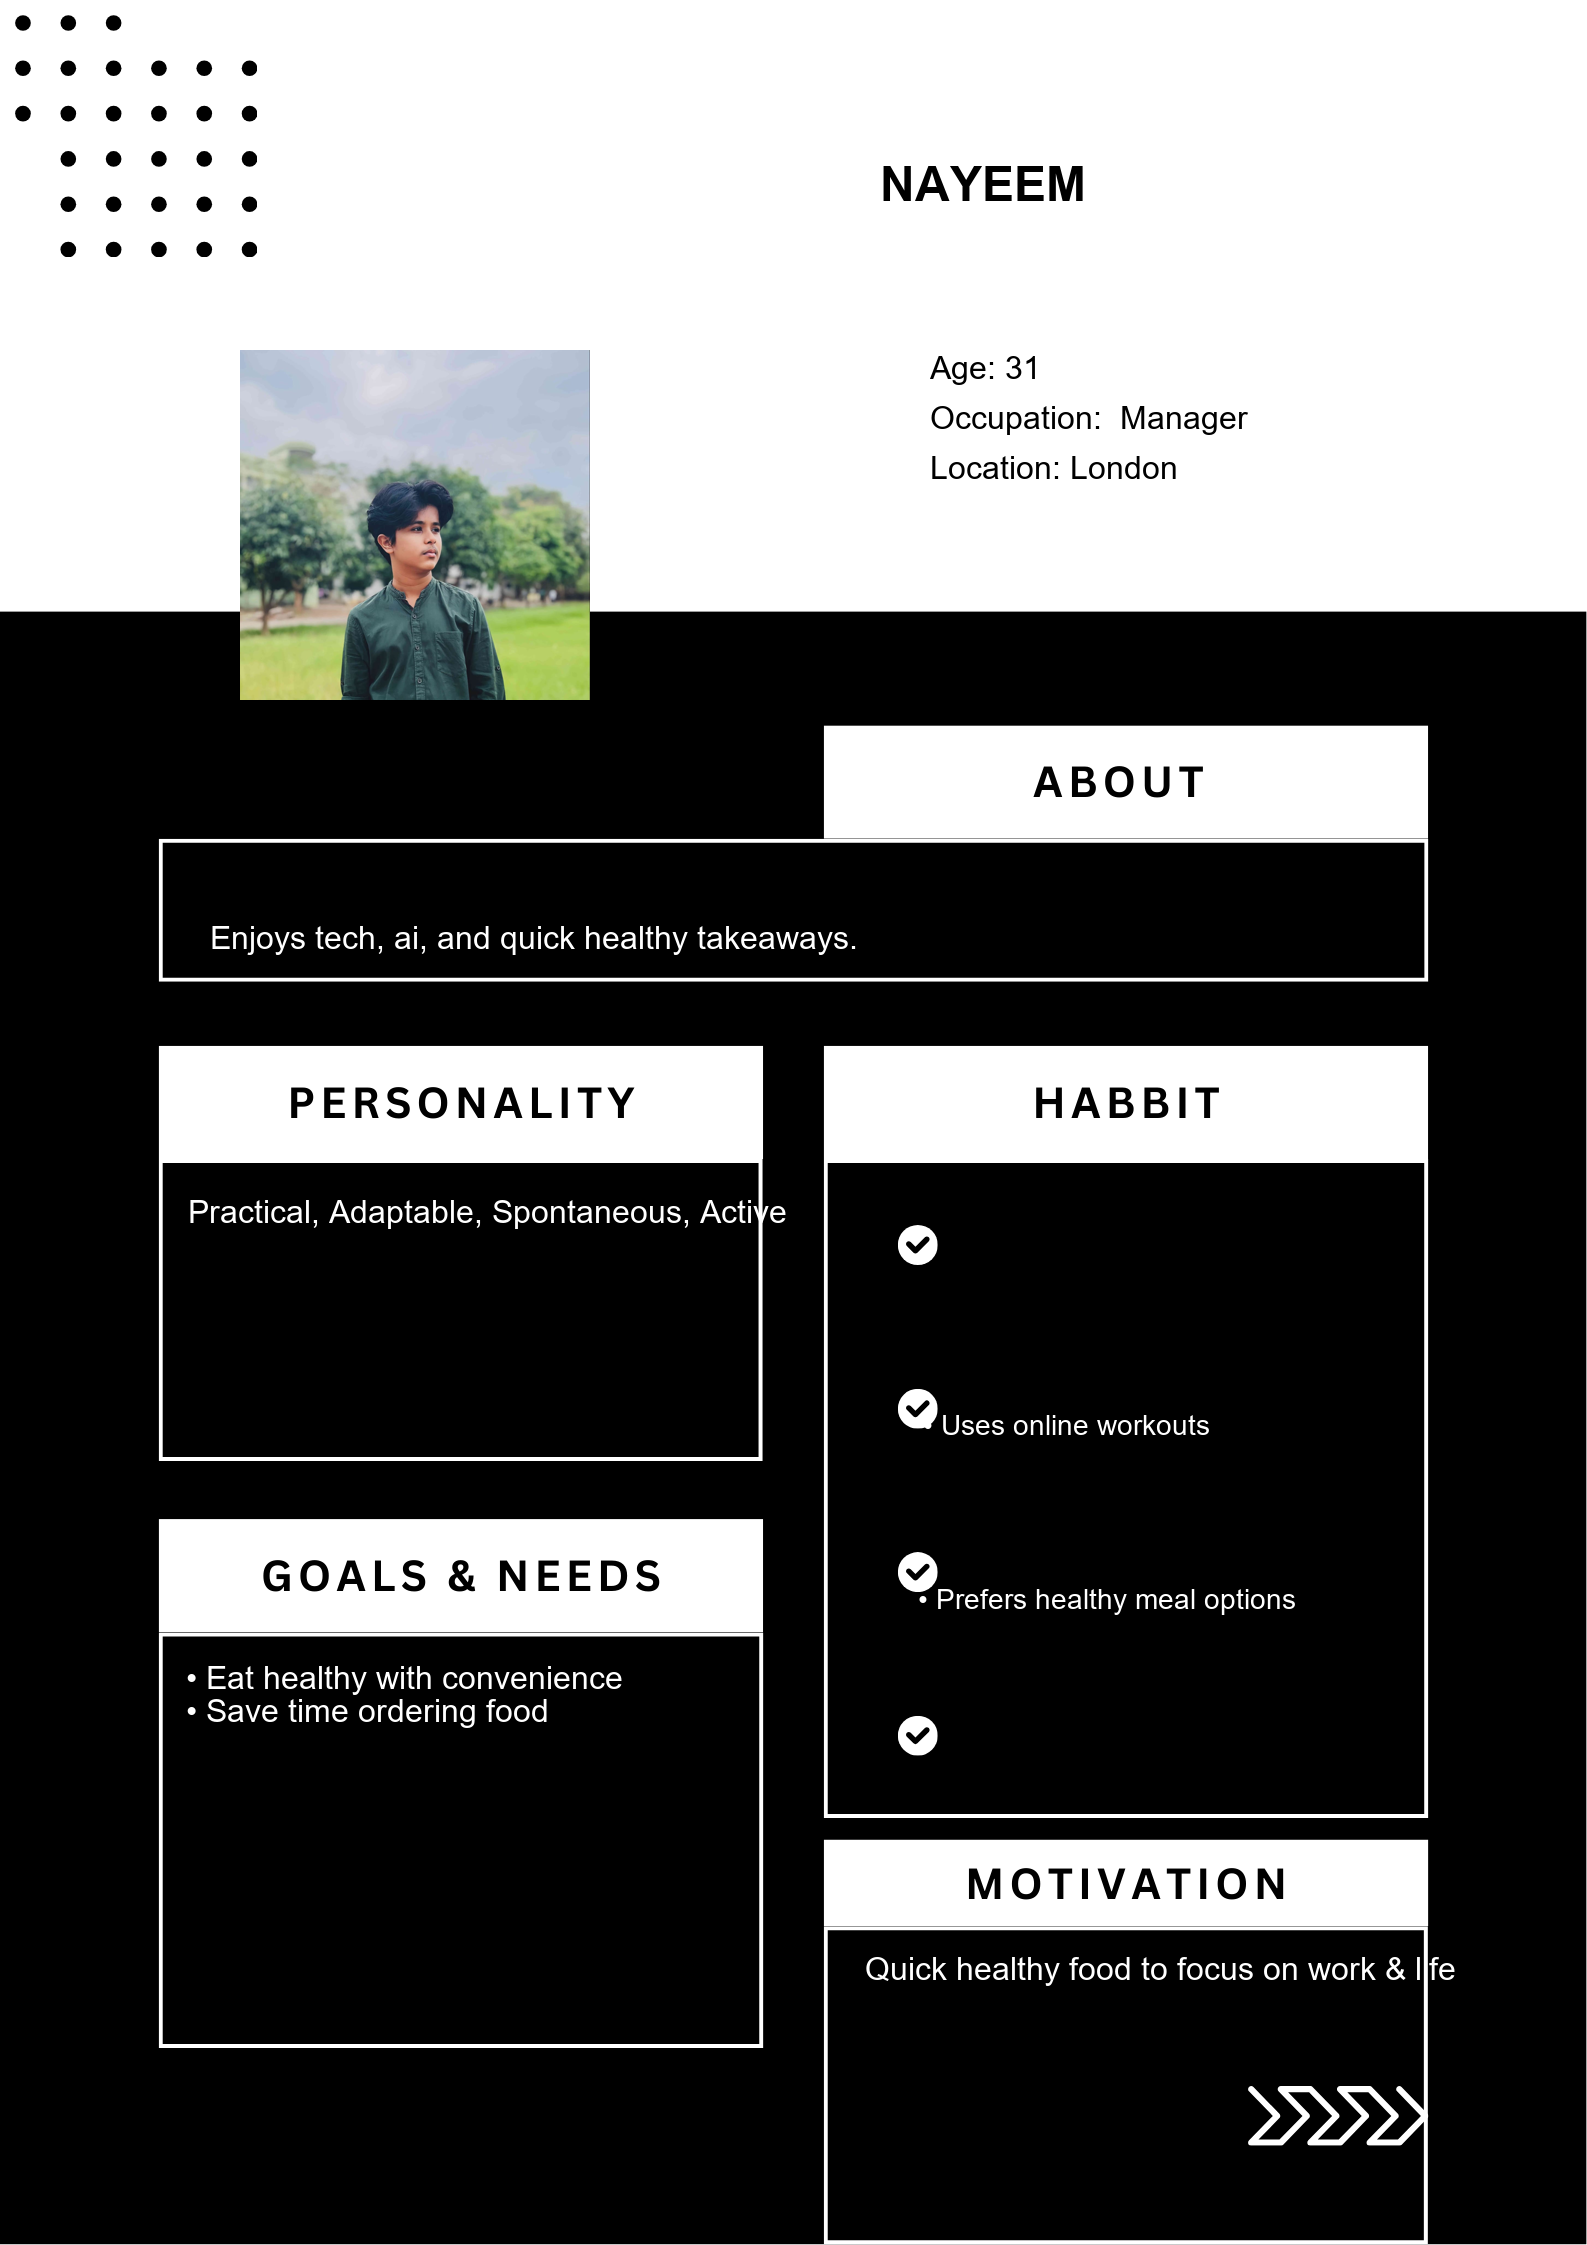 NAYEEM
Age: 31
Occupation:  Manager
Location: London
ABOUT
Enjoys tech, ai, and quick healthy takeaways.
PERSONALITY
Practical, Adaptable, Spontaneous, Active
HABBIT
• Uses online workouts
• Prefers healthy meal options
GOALS & NEEDS
• Eat healthy with convenience
• Save time ordering food
MOTIVATION
Quick healthy food to focus on work & life